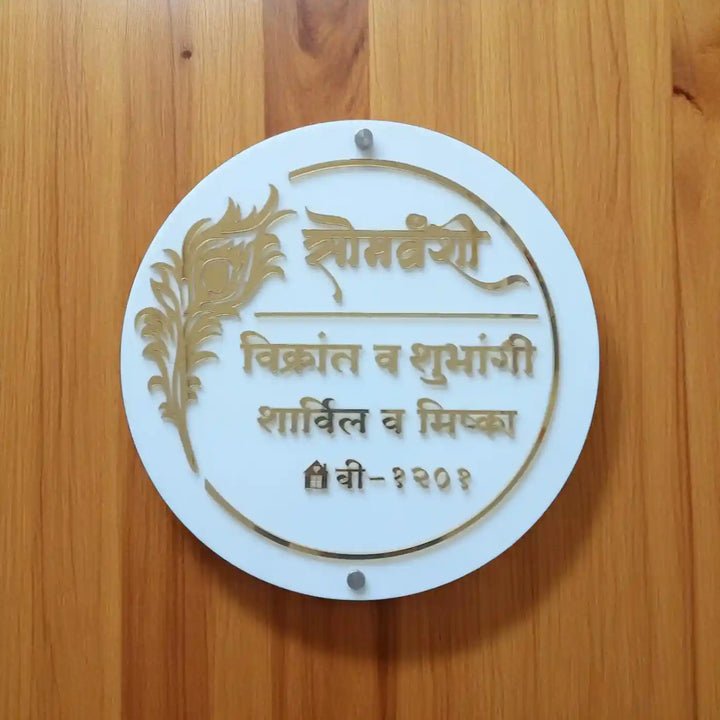 सोमवंशी
विक्रांत व शुभांगी
शार्विल व मिष्का
बी-१२०१